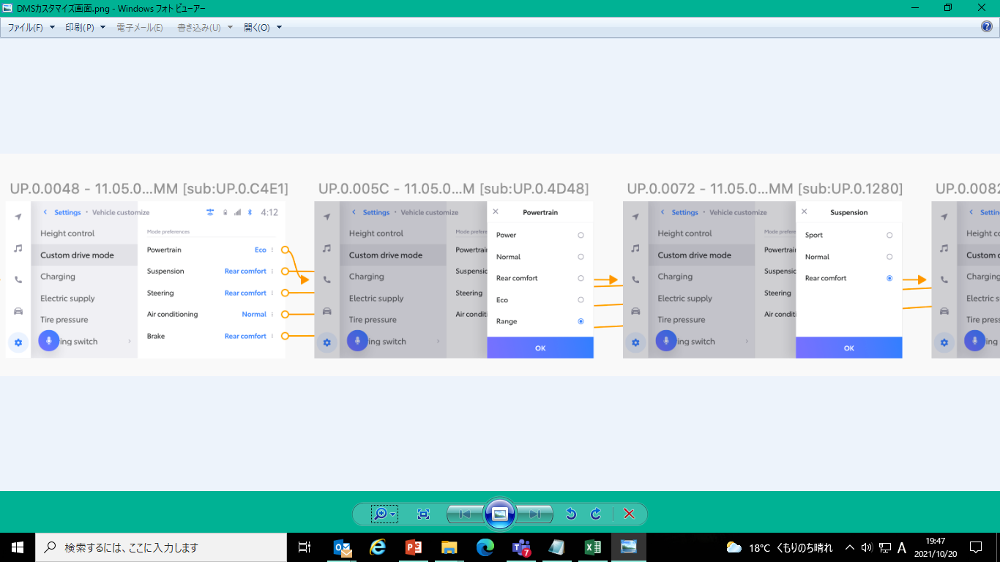 DMSカスタマイズ画面.png - Windows フォト ビューアー
ファイル(F) 印刷(P) 電子メール(E) 書き込み(U) 開く(O)
UP.0.0048 - 11.05.0...MM [sub:UP.0.C4E1]
Settings • Vehicle customize 4:12
Height control
Custom drive mode
Charging
Electric supply
Tire pressure
ing switch
Mode preferences
Powertrain Eco
Suspension Rear comfort
Steering Rear comfort
Air conditioning Normal
Brake Rear comfort
UP.0.005C - 11.05.0...M [sub:UP.0.4D48]
Settings • Vehicle customize
Height control
Custom drive mode
Charging
Electric supply
Tire pressure
ing switch
Mode prefere
Powertrain
Suspensio
Steering
Air conditi
Powertrain
Power
Normal
Rear comfort
Eco
Range
OK
UP.0.0072 - 11.05.0...MM [sub:UP.0.1280]
Settings • Vehicle customize
Height control
Custom drive mode
Charging
Electric supply
Tire pressure
ing switch
Mode prefere
Powertrain
Suspensio
Steering
Air conditi
Suspension
Sport
Normal
Rear comfort
OK
UP.0.0082
Settin
Height co
Custom d
Charging
Electric s
Tire press
ing sw
検索するには、ここに入力します
7
18°C くもりのち晴れ
A
19:47
2021/10/20